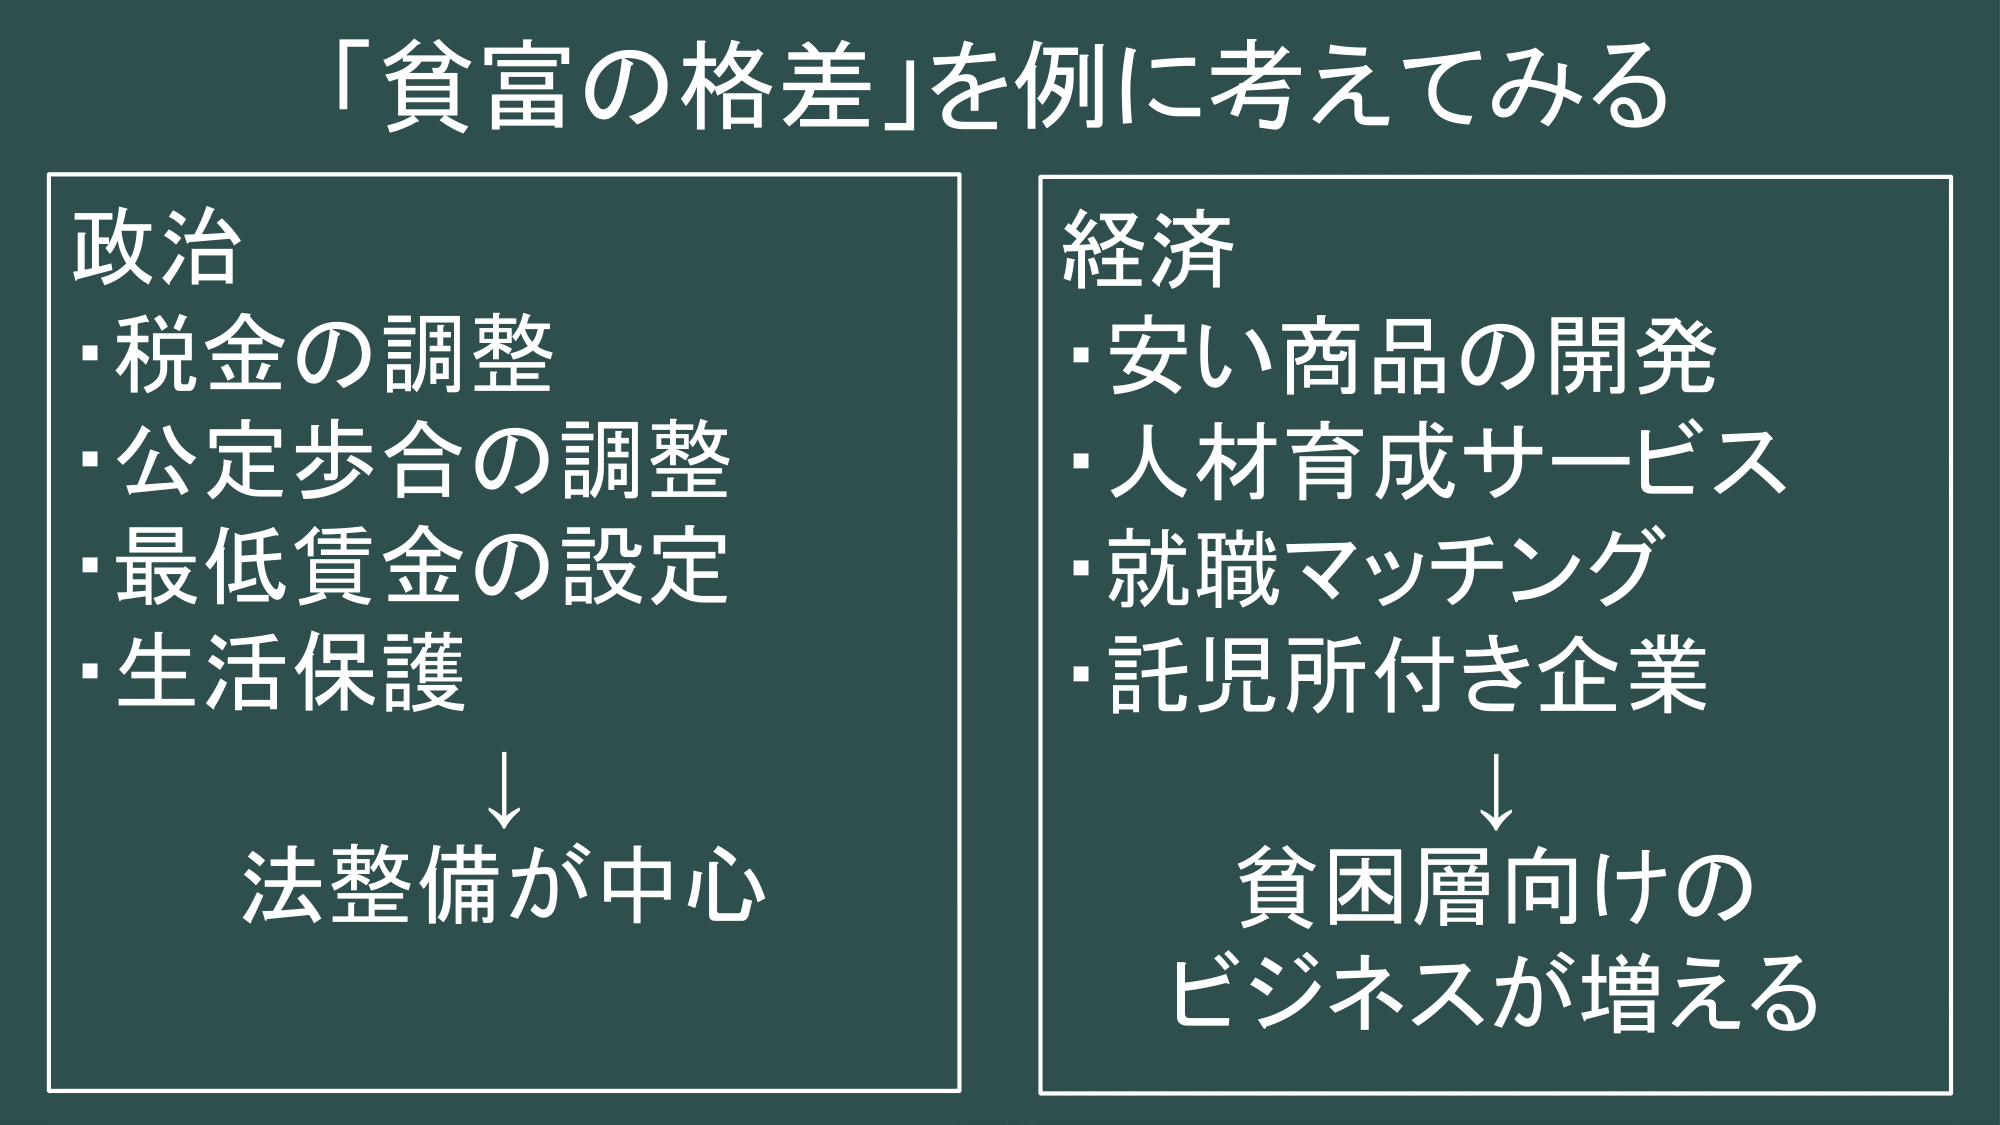 「貧富の格差」を例に考えてみる
政治
・税金の調整
・公定歩合の調整
・最低賃金の設定
・生活保護
↓
法整備が中心
経済
・安い商品の開発
・人材育成サービス
・就職マッチング
・託児所付き企業
↓
貧困層向けの
ビジネスが増える